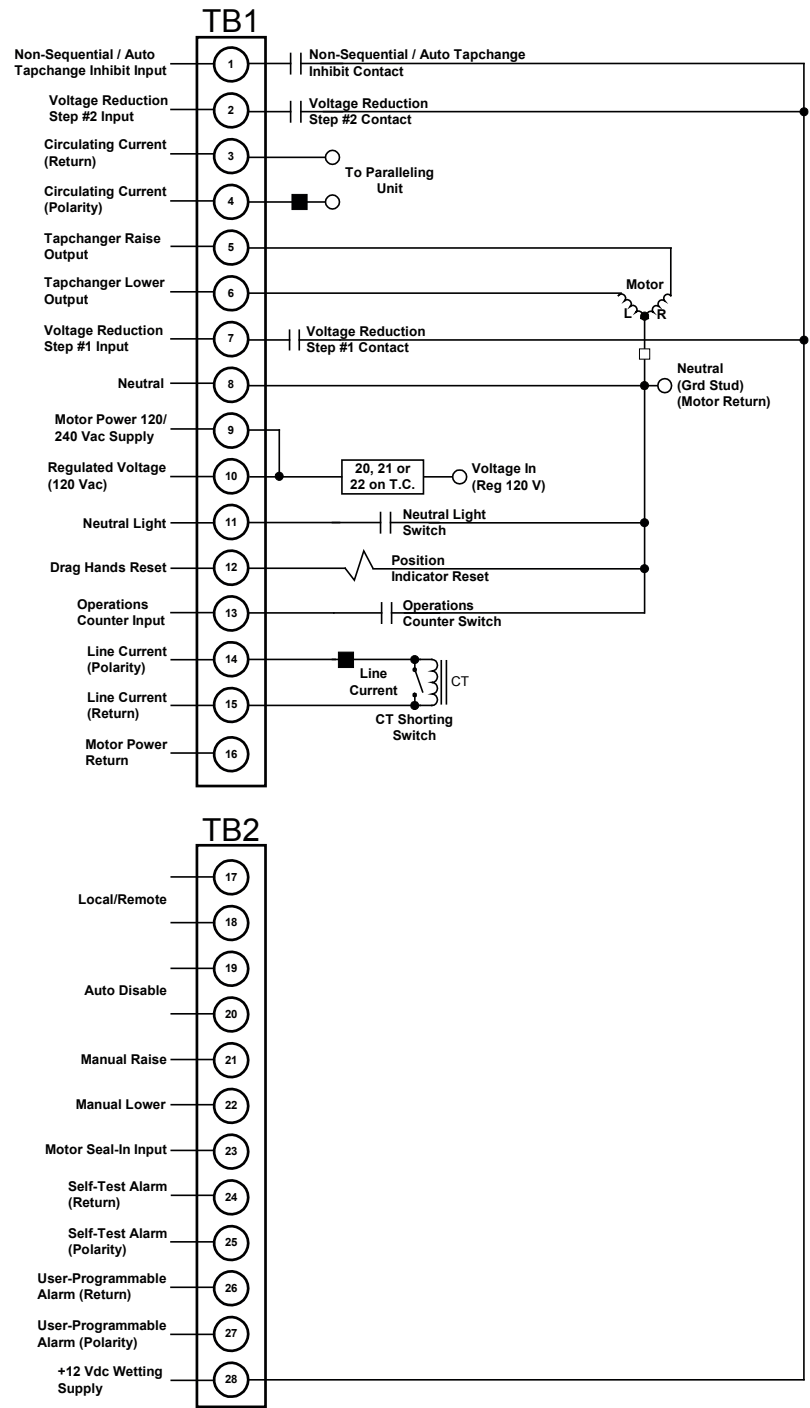 TB1
Non-Sequential / Auto
Tapchange Inhibit Input
1
Non-Sequential / Auto Tapchange
Inhibit Contact
Voltage Reduction
Step #2 Input
2
Voltage Reduction
Step #2 Contact
Circulating Current
(Return)
3
To Paralleling
Unit
Circulating Current
(Polarity)
4
Tapchanger Raise
Output
5
Tapchanger Lower
Output
6
Motor
L R
Voltage Reduction
Step #1 Input
7
Voltage Reduction
Step #1 Contact
Neutral
8
Neutral
(Grd Stud)
(Motor Return)
Motor Power 120/
240 Vac Supply
9
Regulated Voltage
(120 Vac)
10
20, 21 or
22 on T.C.
Voltage In
(Reg 120 V)
Neutral Light
11
Neutral Light
Switch
Drag Hands Reset
12
Position
Indicator Reset
Operations
Counter Input
13
Operations
Counter Switch
Line Current
(Polarity)
14
Line
Current
CT
Line Current
(Return)
15
CT Shorting
Switch
Motor Power
Return
16
TB2
17
Local/Remote
18
19
Auto Disable
20
Manual Raise
21
Manual Lower
22
Motor Seal-In Input
23
Self-Test Alarm
(Return)
24
Self-Test Alarm
(Polarity)
25
User-Programmable
Alarm (Return)
26
User-Programmable
Alarm (Polarity)
27
+12 Vdc Wetting
Supply
28